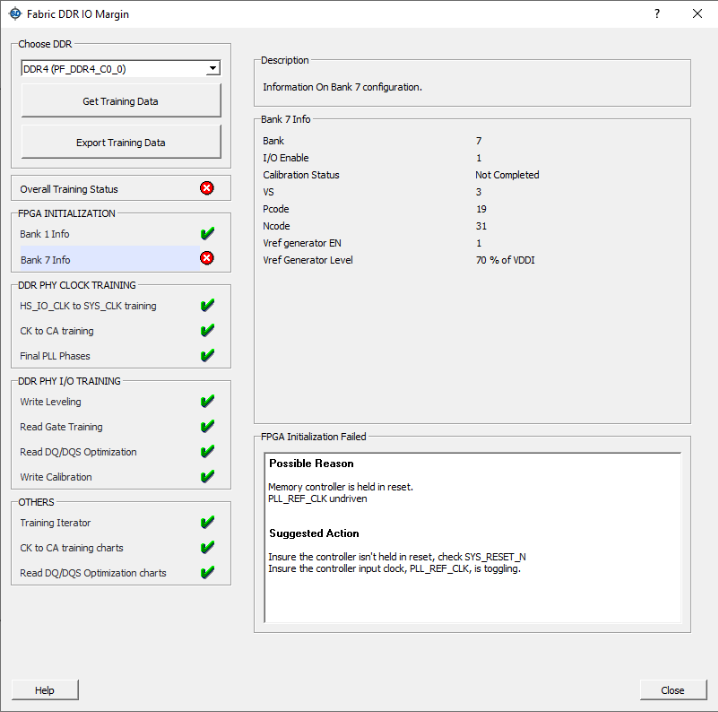 Fabric DDR IO Margin
?
Choose DDR
DDR4 (PF_DDR4_C0_0)
Get Training Data
Export Training Data
Overall Training Status
FPGA INITIALIZATION
Bank 1 Info
Bank 7 Info
DDR PHY CLOCK TRAINING
HS_IO_CLK to SYS_CLK training
CK to CA training
Final PLL Phases
DDR PHY I/O TRAINING
Write Leveling
Read Gate Training
Read DQ/DQS Optimization
Write Calibration
OTHERS
Training Iterator
CK to CA training charts
Read DQ/DQS Optimization charts
Description
Information On Bank 7 configuration.
Bank 7 Info
Bank 7
I/O Enable 1
Calibration Status Not Completed
VS 3
Pcode 19
Ncode 31
Vref generator EN 1
Vref Generator Level 70 % of VDDI
FPGA Initialization Failed
Possible Reason
Memory controller is held in reset.
PLL_REF_CLK undriven
Suggested Action
Insure the controller isn't held in reset, check SYS_RESET_N
Insure the controller input clock, PLL_REF_CLK, is toggling.
Help
Close